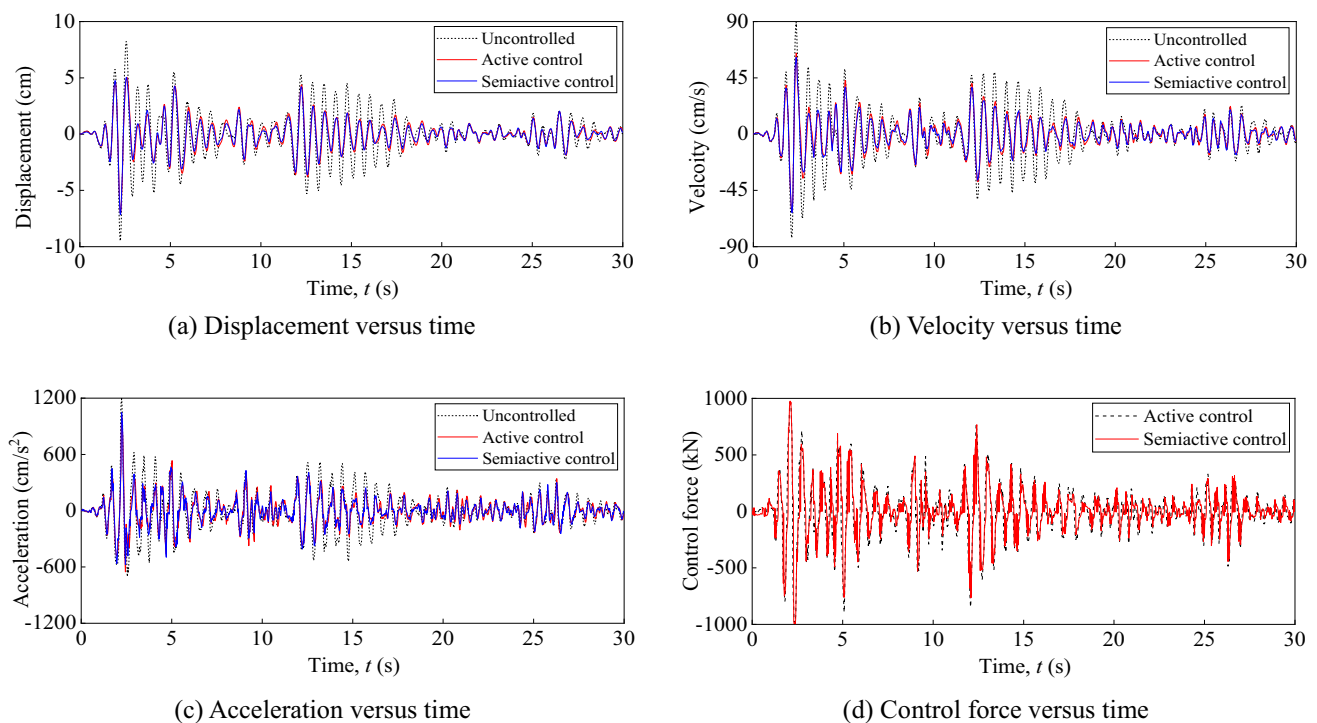 10
5
0
-5
-10
Displacement (cm)
Uncontrolled
Active control
Semiactive control
0 5 10 15 20 25 30
Time, t (s)
(a) Displacement versus time
90
45
0
-45
-90
Velcoity (cm/s)
Uncontrolled
Active control
Semiactive control
0 5 10 15 20 25 30
Time, t (s)
(b) Velocity versus time
1200
600
0
-600
-1200
Acceleration (cm/s²)
Uncontrolled
Active control
Semiactive control
0 5 10 15 20 25 30
Time, t (s)
(c) Acceleration versus time
1000
500
0
-500
-1000
Control force (kN)
Active control
Semiactive control
0 5 10 15 20 25 30
Time, t (s)
(d) Control force versus time